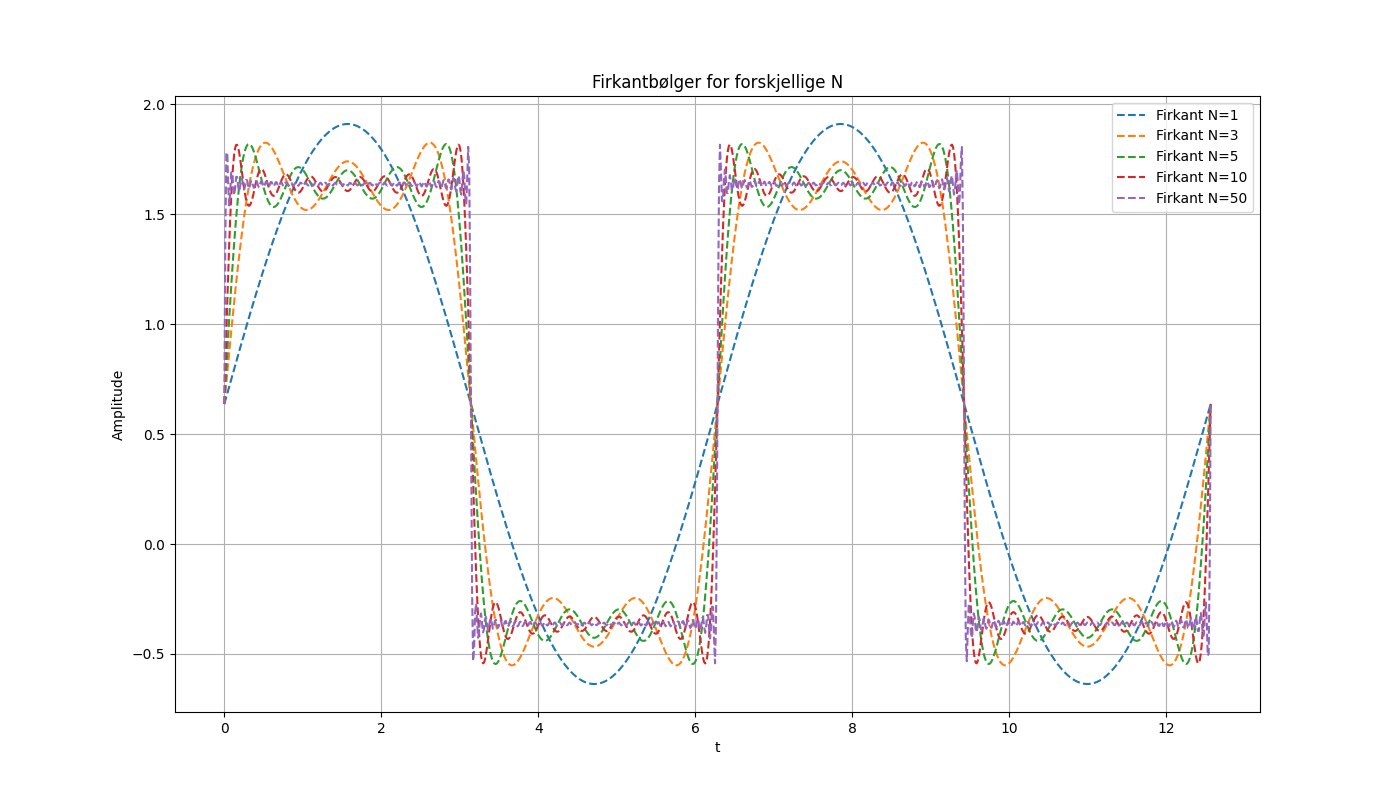 Firkantbølger for forskjellige N
2.0
1.5
1.0
0.5
0.0
−0.5
Amplitude
Firkant N=1
Firkant N=3
Firkant N=5
Firkant N=10
Firkant N=50
0 2 4 6 8 10 12
t